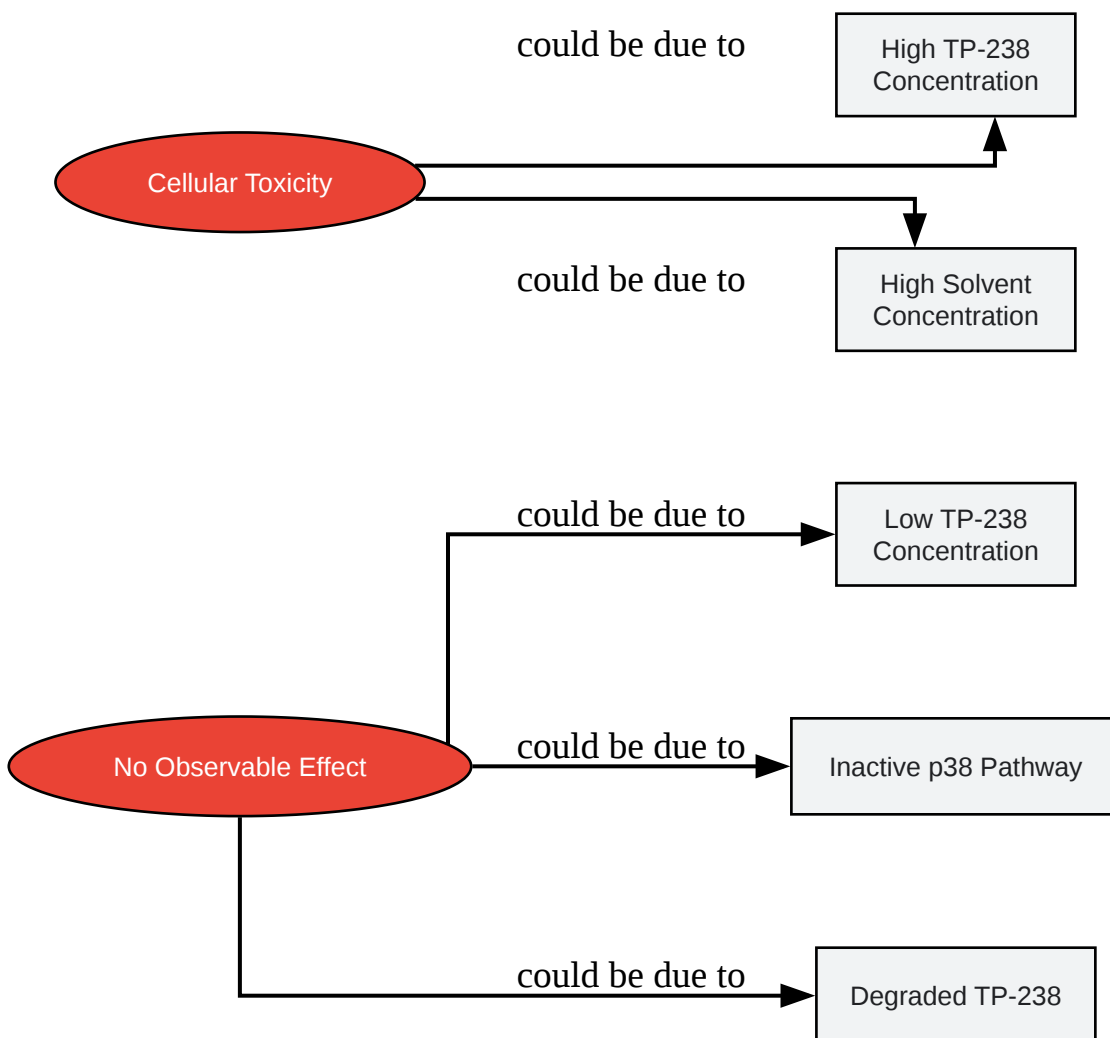 could be due to
High TP-238
Concentration
Cellular Toxicity
could be due to
High Solvent
Concentration
could be due to
Low TP-238
Concentration
No Observable Effect
could be due to
Inactive p38 Pathway
could be due to
Degraded TP-238